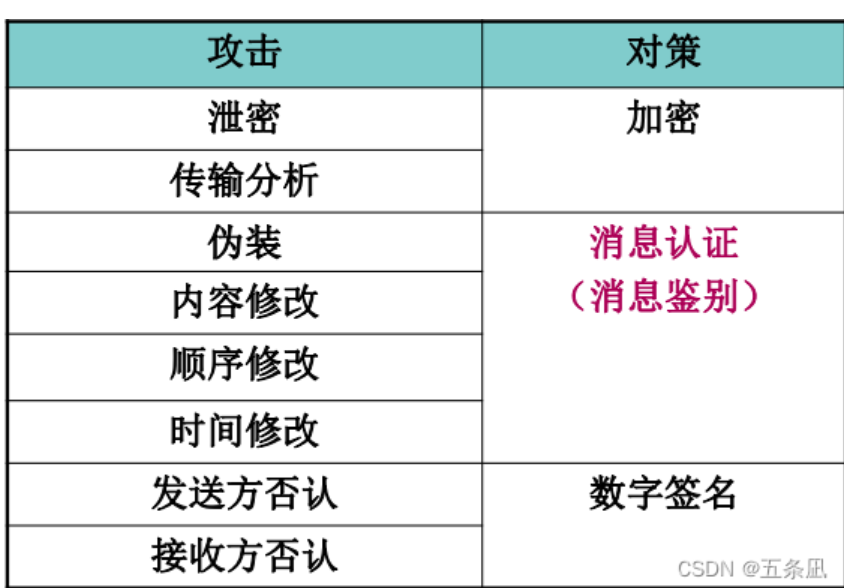 攻击 对策
泄密 加密
传输分析
伪装 消息认证
内容修改 （消息鉴别）
顺序修改
时间修改
发送方否认 数字签名
接收方否认
CSDN @五条凪